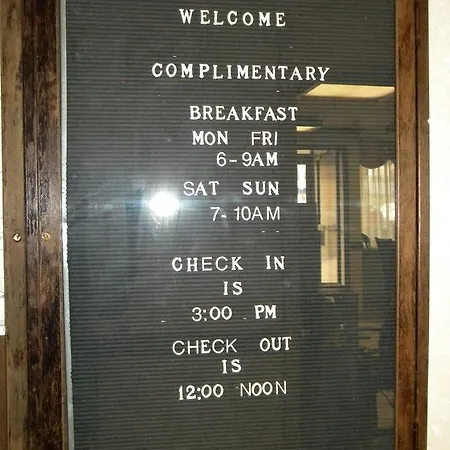 WELCOME
COMPLIMENTARY
BREAKFAST
MON FRI
6-9AM
SAT SUN
7-10AM
CHECK IN
IS
3:00 PM
CHECK OUT
IS
12:00 NOON